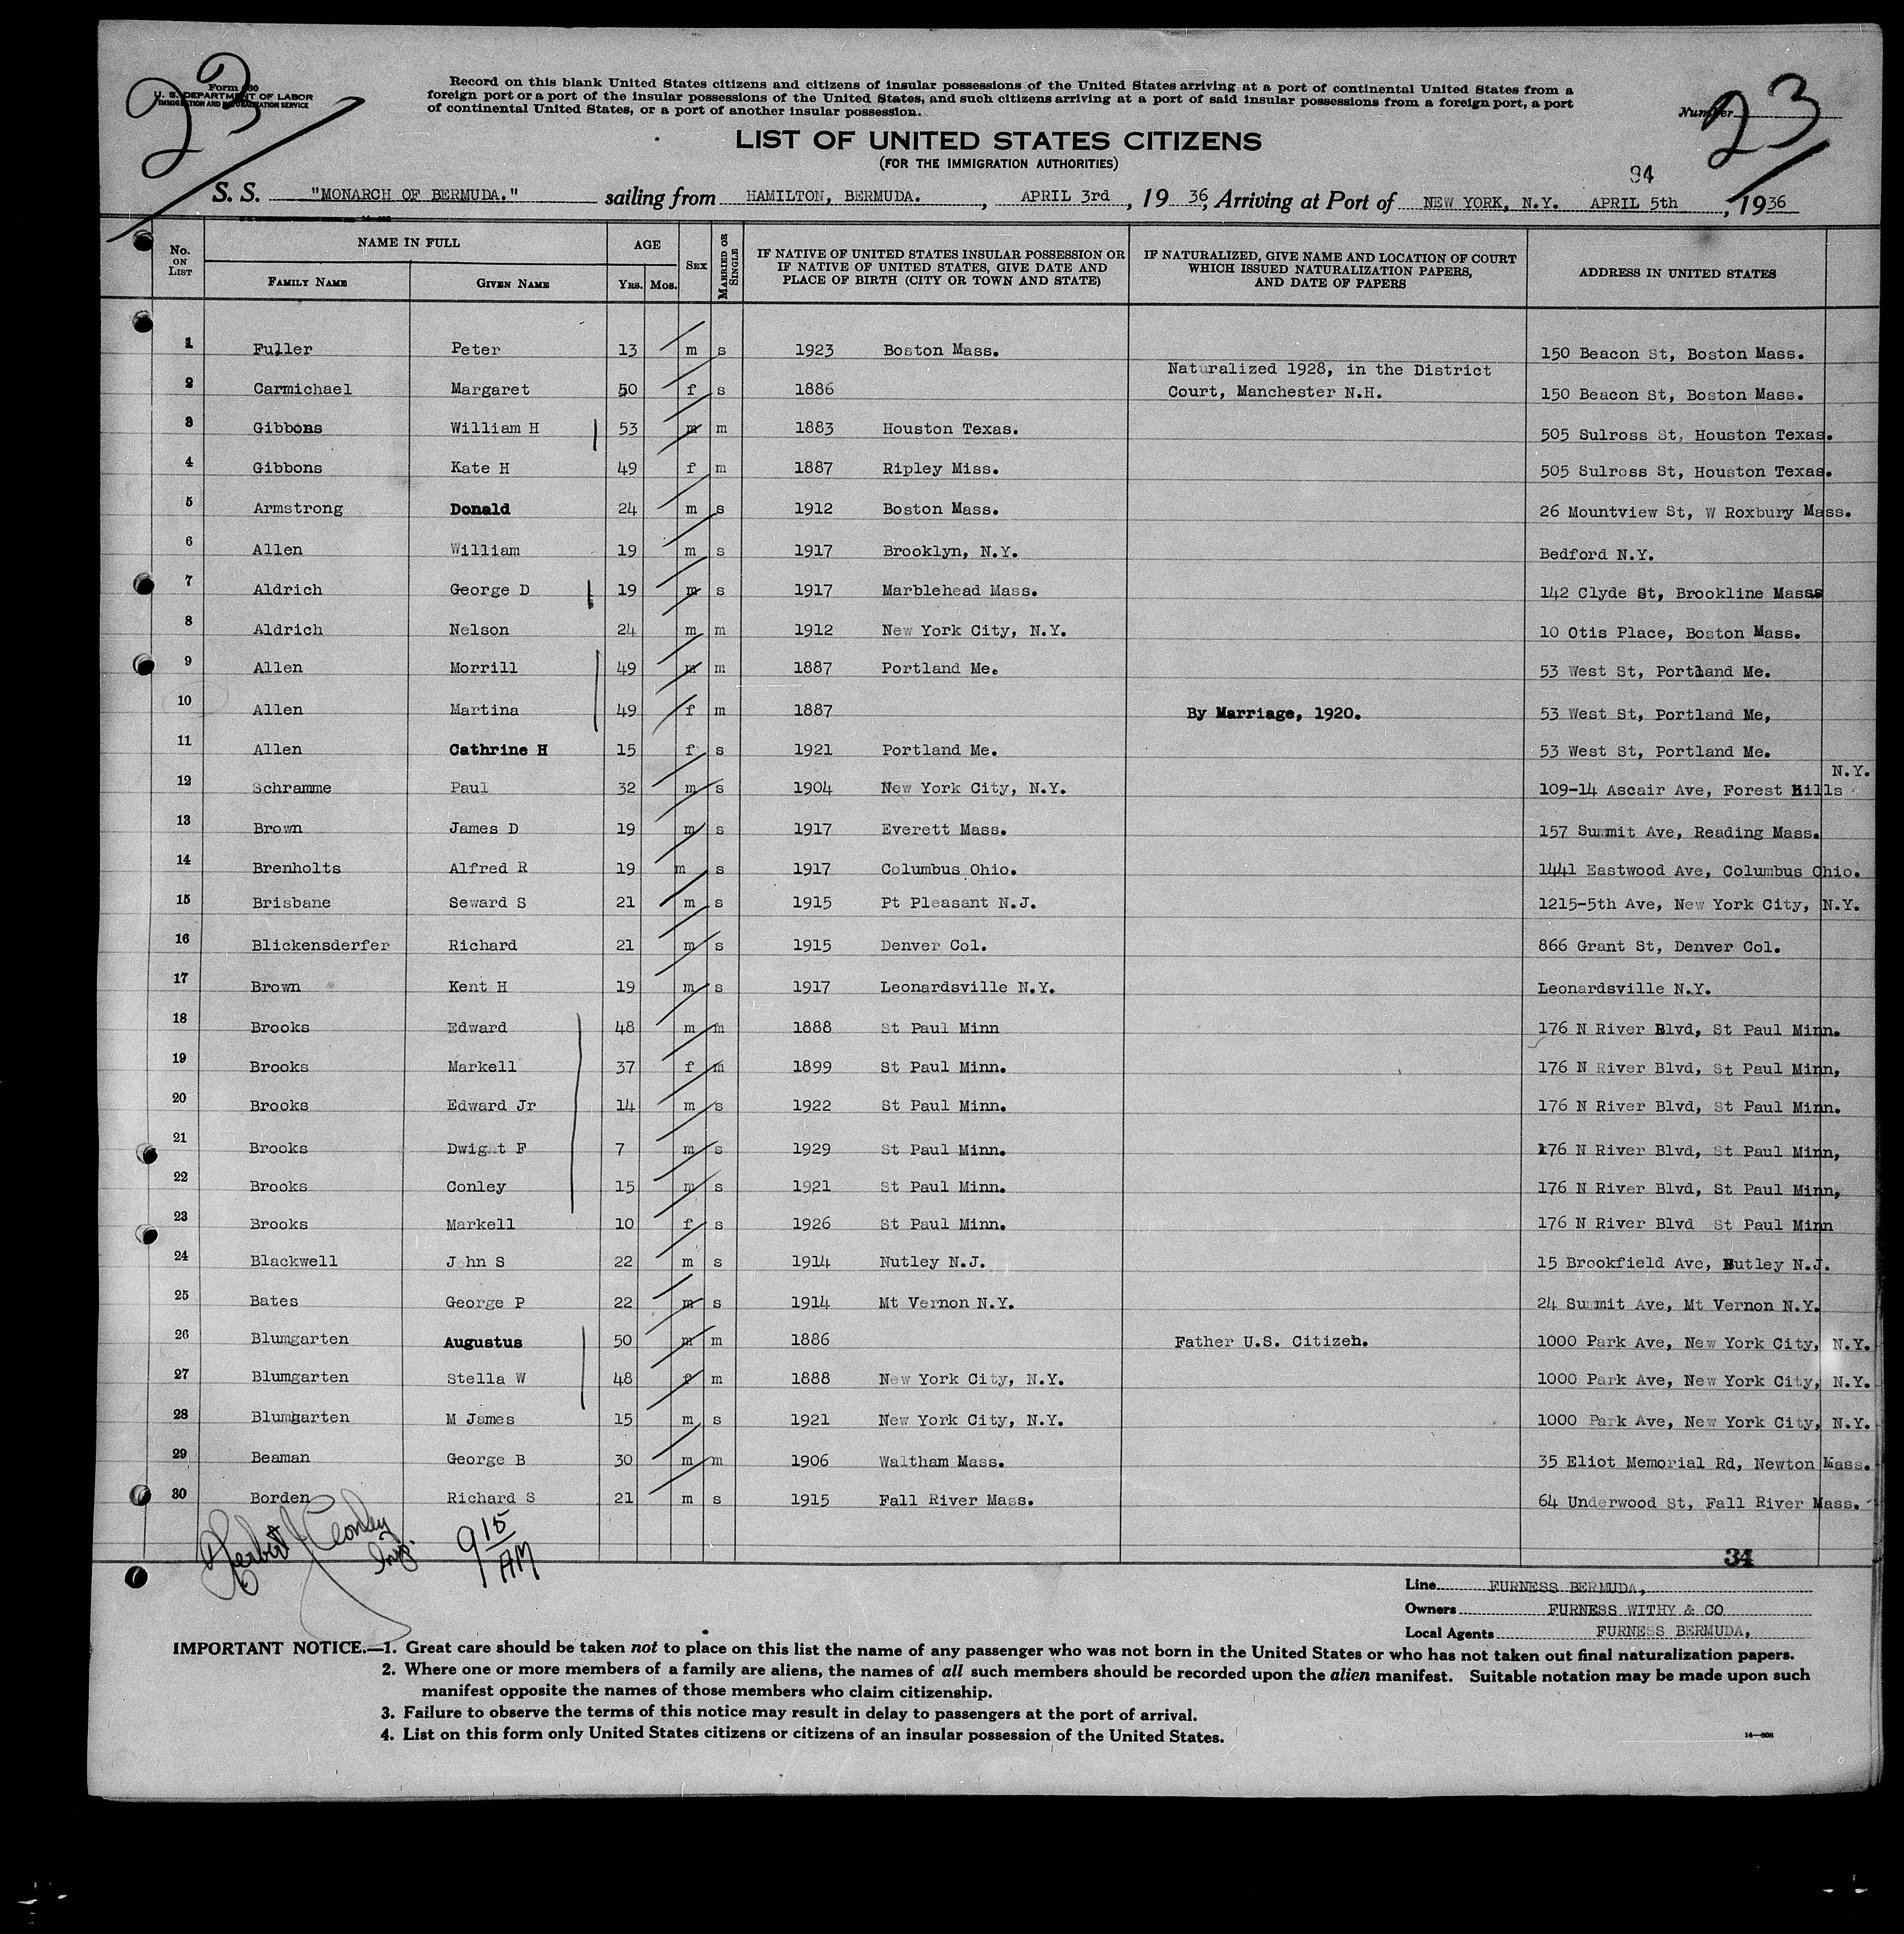 23
Form 630
U. S. DEPARTMENT OF LABOR
IMMIGRATION AND NATURALIZATION SERVICE
Record on this blank United States citizens and citizens of insular possessions of the United States arriving at a port of continental United States from a
foreign port or a port of the insular possessions of the United States, and such citizens arriving at a port of said insular possessions from a foreign port, a port
of continental United States, or a port of another insular possession.
Number 23
LIST OF UNITED STATES CITIZENS
(FOR THE IMMIGRATION AUTHORITIES)
94
S. S. "MONARCH OF BERMUDA." sailing from HAMILTON, BERMUDA. , APRIL 3rd , 19 36, Arriving at Port of NEW YORK, N.Y. APRIL 5th , 19 36
No. ON LIST NAME IN FULL AGE SEX MARRIED OR SINGLE IF NATIVE OF UNITED STATES INSULAR POSSESSION OR IF NATIVE OF UNITED STATES, GIVE DATE AND PLACE OF BIRTH (CITY OR TOWN AND STATE) IF NATURALIZED, GIVE NAME AND LOCATION OF COURT WHICH ISSUED NATURALIZATION PAPERS, AND DATE OF PAPERS ADDRESS IN UNITED STATES
FAMILY NAME GIVEN NAME YRS. MOS.
1 Fuller Peter 13 m s 1923 Boston Mass. 150 Beacon St, Boston Mass.
Naturalized 1928, in the District
2 Carmichael Margaret 50 f s 1886 Court, Manchester N.H. 150 Beacon St, Boston Mass.
3 Gibbons William H 53 m m 1883 Houston Texas. 505 Sulross St, Houston Texas.
4 Gibbons Kate H 49 f m 1887 Ripley Miss. 505 Sulross St, Houston Texas.
5 Armstrong Donald 24 m s 1912 Boston Mass. 26 Mountview St, W Roxbury Mass.
6 Allen William 19 m s 1917 Brooklyn, N.Y. Bedford N.Y.
7 Aldrich George D 19 m s 1917 Marblehead Mass. 142 Clyde St, Brookline Masss
8 Aldrich Nelson 24 m m 1912 New York City, N.Y. 10 Otis Place, Boston Mass.
9 Allen Morrill 49 m m 1887 Portland Me. 53 West St, Portland Me.
10 Allen Martina 49 f m 1887 By Marriage, 1920. 53 West St, Portland Me,
11 Allen Cathrine H 15 f s 1921 Portland Me. 53 West St, Portland Me.
N.Y.
12 Schramme Paul 32 m s 1904 New York City, N.Y. 109-14 Ascair Ave, Forest Hills
13 Brown James D 19 m s 1917 Everett Mass. 157 Summit Ave, Reading Mass.
14 Brenholts Alfred R 19 m s 1917 Columbus Ohio. 1441 Eastwood Ave, Columbus Ohio.
15 Brisbane Seward S 21 m s 1915 Pt Pleasant N.J. 1215-5th Ave, New York City, N.Y.
16 Blickensderfer Richard 21 m s 1915 Denver Col. 866 Grant St, Denver Col.
17 Brown Kent H 19 m s 1917 Leonardsville N.Y. Leonardsville N.Y.
18 Brooks Edward 48 m m 1888 St Paul Minn 176 N River Blvd, St Paul Minn.
19 Brooks Markell 37 f m 1899 St Paul Minn. 176 N River Blvd, St Paul Minn,
20 Brooks Edward Jr 14 m s 1922 St Paul Minn. 176 N River Blvd, St Paul Minn.
21 Brooks Dwight F 7 m s 1929 St Paul Minn. 176 N River Blvd, St Paul Minn,
22 Brooks Conley 15 m s 1921 St Paul Minn. 176 N River Blvd, St Paul Minn,
23 Brooks Markell 10 f s 1926 St Paul Minn. 176 N River Blvd St Paul Minn
24 Blackwell John S 22 m s 1914 Nutley N.J. 15 Brookfield Ave, Nutley N.J.
25 Bates George P 22 m s 1914 Mt Vernon N.Y. 24 Summit Ave, Mt Vernon N.Y.
26 Blumgarten Augustus 50 m m 1886 Father U.S. Citizen. 1000 Park Ave, New York City, N.Y.
27 Blumgarten Stella W 48 f m 1888 New York City, N.Y. 1000 Park Ave, New York City, N.Y.
28 Blumgarten M James 15 m s 1921 New York City, N.Y. 1000 Park Ave, New York City, N.Y.
29 Beaman George B 30 m m 1906 Waltham Mass. 35 Eliot Memorial Rd, Newton Mass.
30 Borden Richard S 21 m s 1915 Fall River Mass. 64 Underwood St, Fall River Mass.
Herbert J Conley Insp. 9 15 AM
34
Line FURNESS BERMUDA,
Owners FURNESS WITHY & CO
Local Agents FURNESS BERMUDA,
IMPORTANT NOTICE.—1. Great care should be taken not to place on this list the name of any passenger who was not born in the United States or who has not taken out final naturalization papers.
2. Where one or more members of a family are aliens, the names of all such members should be recorded upon the alien manifest. Suitable notation may be made upon such
manifest opposite the names of those members who claim citizenship.
3. Failure to observe the terms of this notice may result in delay to passengers at the port of arrival.
4. List on this form only United States citizens or citizens of an insular possession of the United States.
14—608